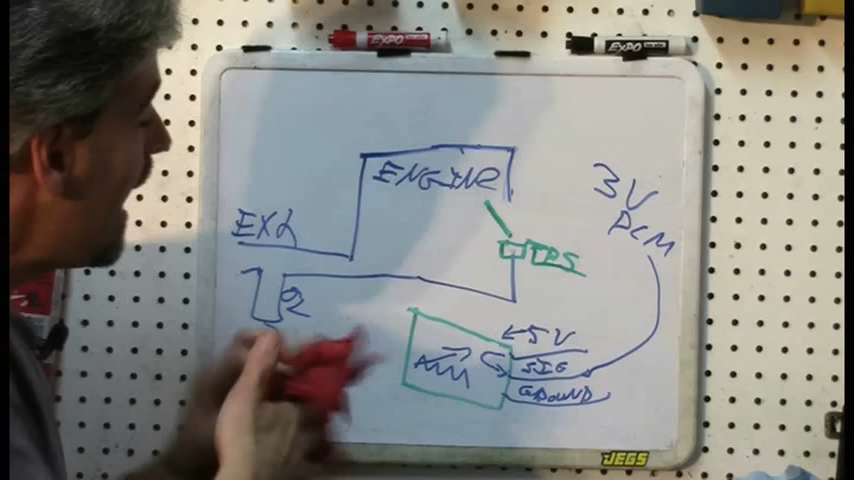 EXPO
EXPO
ENGINE
3V
PCM
EXH
TPS
O2
5V
SIG
GROUND
JEGS